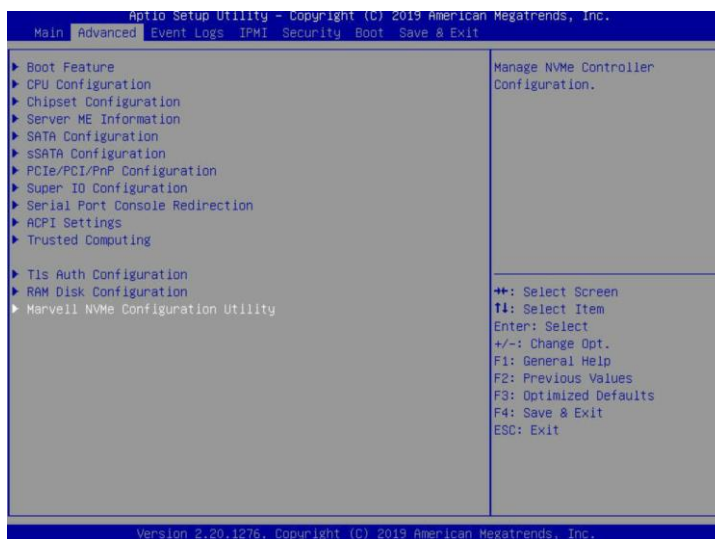 Aptio Setup Utility – Copyright (C) 2019 American Megatrends, Inc.
Main Advanced Event Logs IPMI Security Boot Save & Exit
Boot Feature
CPU Configuration
Chipset Configuration
Server ME Information
SATA Configuration
sSATA Configuration
PCIe/PCI/PnP Configuration
Super IO Configuration
Serial Port Console Redirection
ACPI Settings
Trusted Computing
Tls Auth Configuration
RAM Disk Configuration
Marvell NVMe Configuration Utility
Manage NVMe Controller
Configuration.
→←: Select Screen
↑↓: Select Item
Enter: Select
+/-: Change Opt.
F1: General Help
F2: Previous Values
F3: Optimized Defaults
F4: Save & Exit
ESC: Exit
Version 2.20.1276. Copyright (C) 2019 American Megatrends, Inc.